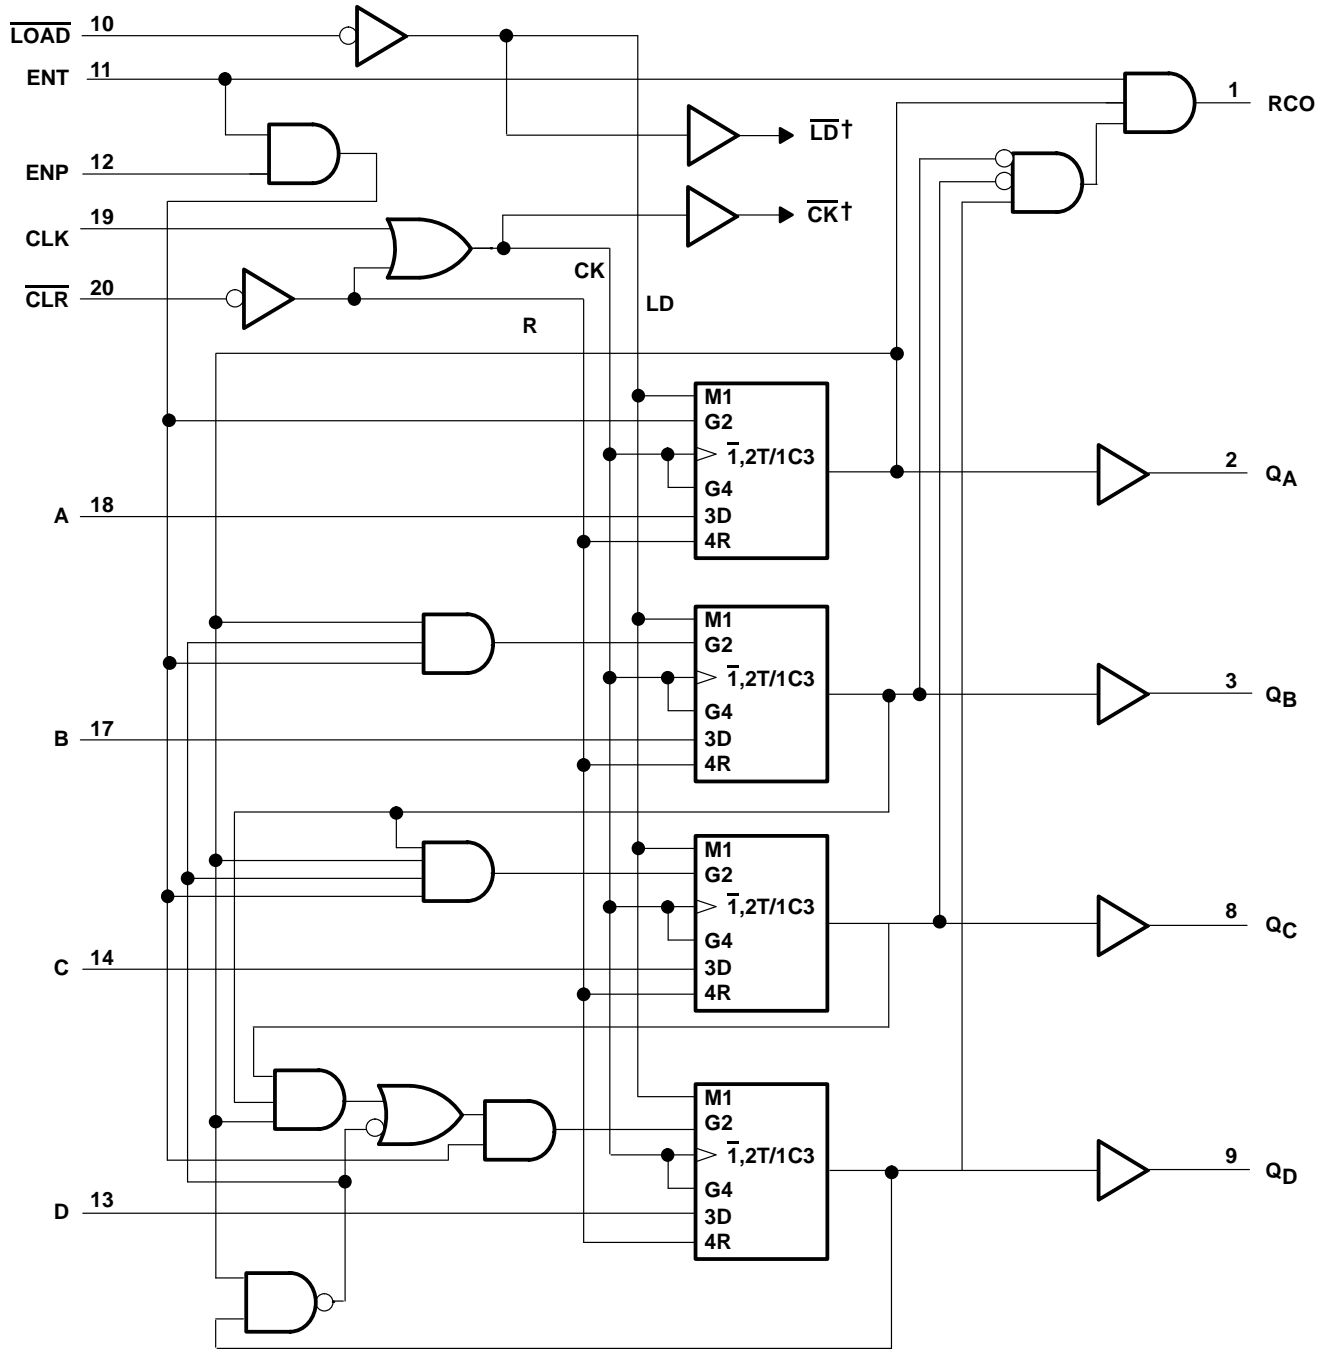 LOAD 10
ENT 11
ENP 12
CLK 19
CLR 20
1 RCO
LD†
CK†
CK
LD
R
M1
G2
1,2T/1C3
G4
A 18 3D
4R
2 QA
M1
G2
1,2T/1C3
G4
B 17 3D
4R
3 QB
M1
G2
1,2T/1C3
G4
C 14 3D
4R
8 QC
M1
G2
1,2T/1C3
G4
D 13 3D
4R
9 QD